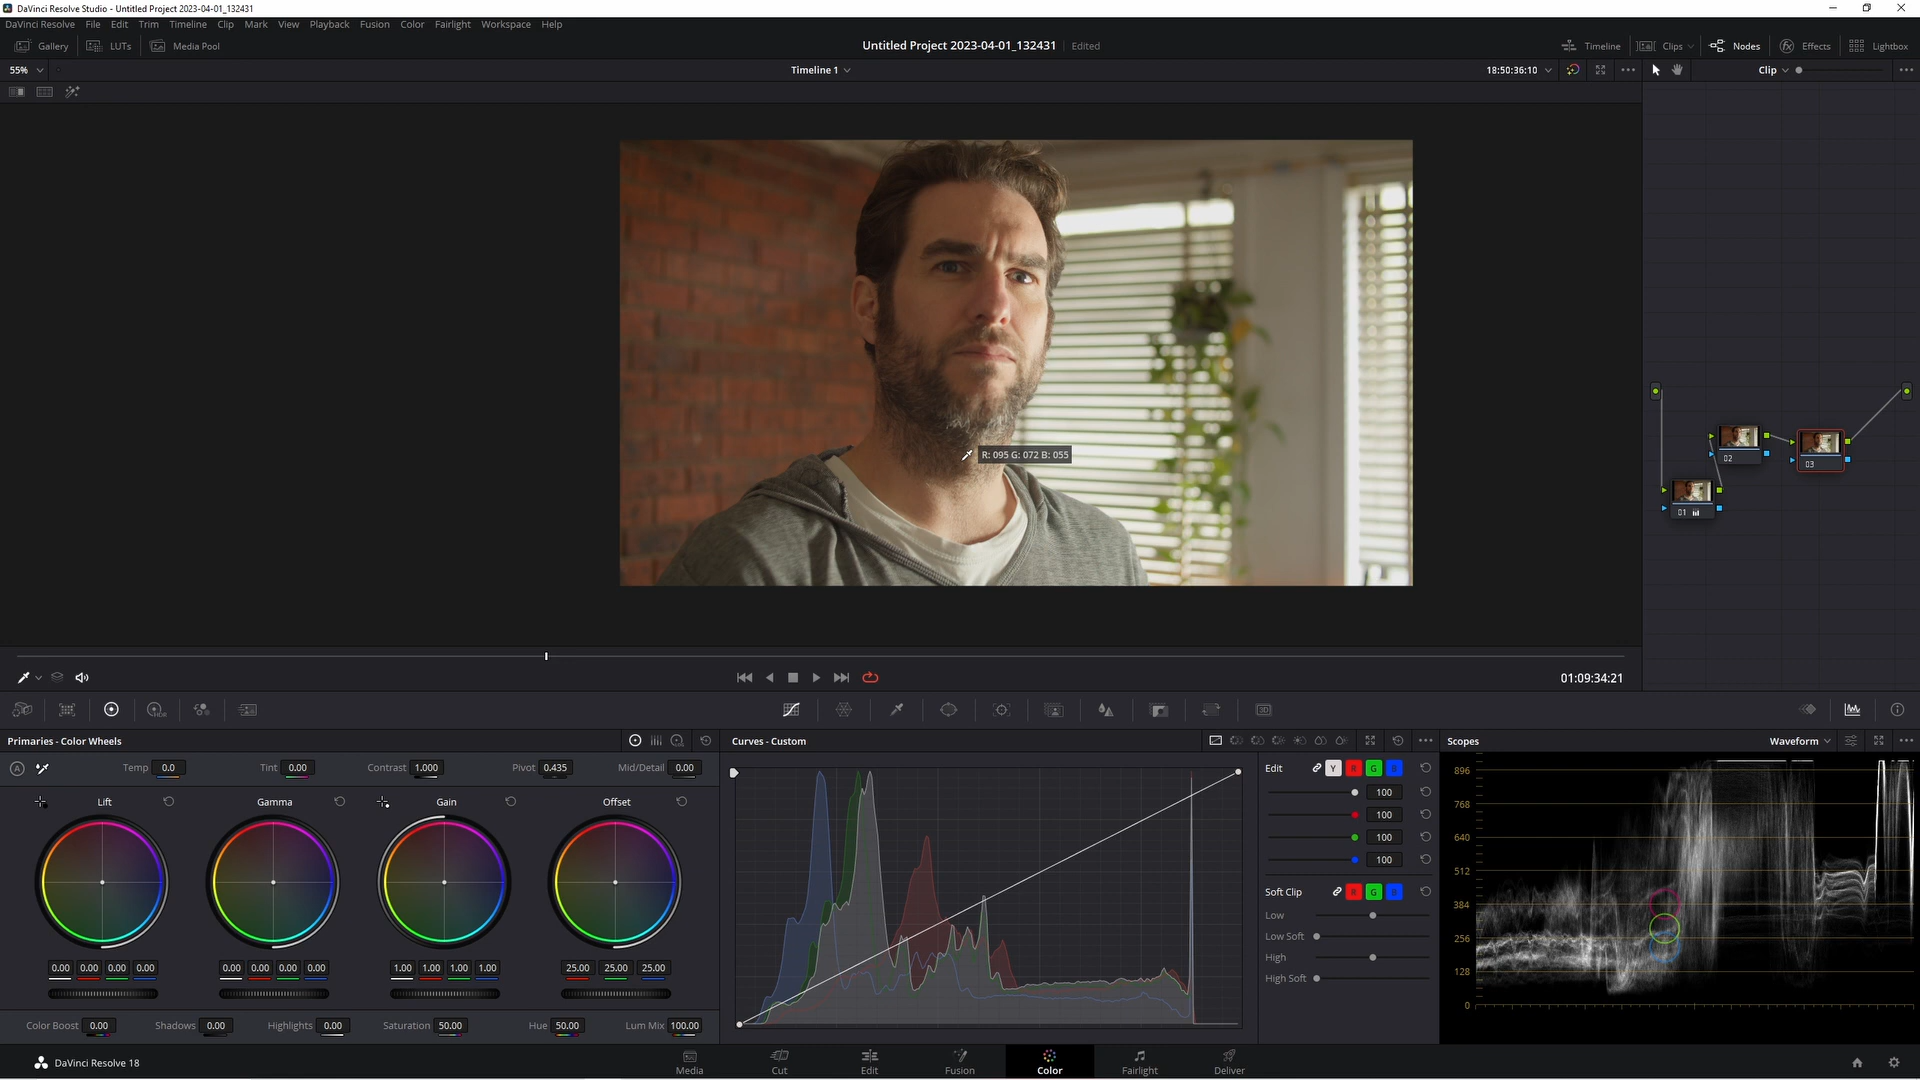 DaVinci Resolve Studio - Untitled Project 2023-04-01_132431
DaVinci Resolve File Edit Trim Timeline Clip Mark View Playback Fusion Color Fairlight Workspace Help
Gallery LUTs Media Pool Untitled Project 2023-04-01_132431 Edited Timeline Clips Nodes Effects Lightbox
55% Timeline 1 18:50:36:10 Clip
R: 095 G: 072 B: 055
02
03
01
01:09:34:21
HDR
3D
Primaries - Color Wheels Curves - Custom Scopes Waveform
A Temp 0.0 Tint 0.00 Contrast 1.000 Pivot 0.435 Mid/Detail 0.00
Lift Gamma Gain Offset
0.00 0.00 0.00 0.00 0.00 0.00 0.00 0.00 1.00 1.00 1.00 1.00 25.00 25.00 25.00
Color Boost 0.00 Shadows 0.00 Highlights 0.00 Saturation 50.00 Hue 50.00 Lum Mix 100.00
Edit Y R G B
100
100
100
100
Soft Clip R G B
Low
Low Soft
High
High Soft
896
768
640
512
384
256
128
0
DaVinci Resolve 18 Media Cut Edit Fusion Color Fairlight Deliver